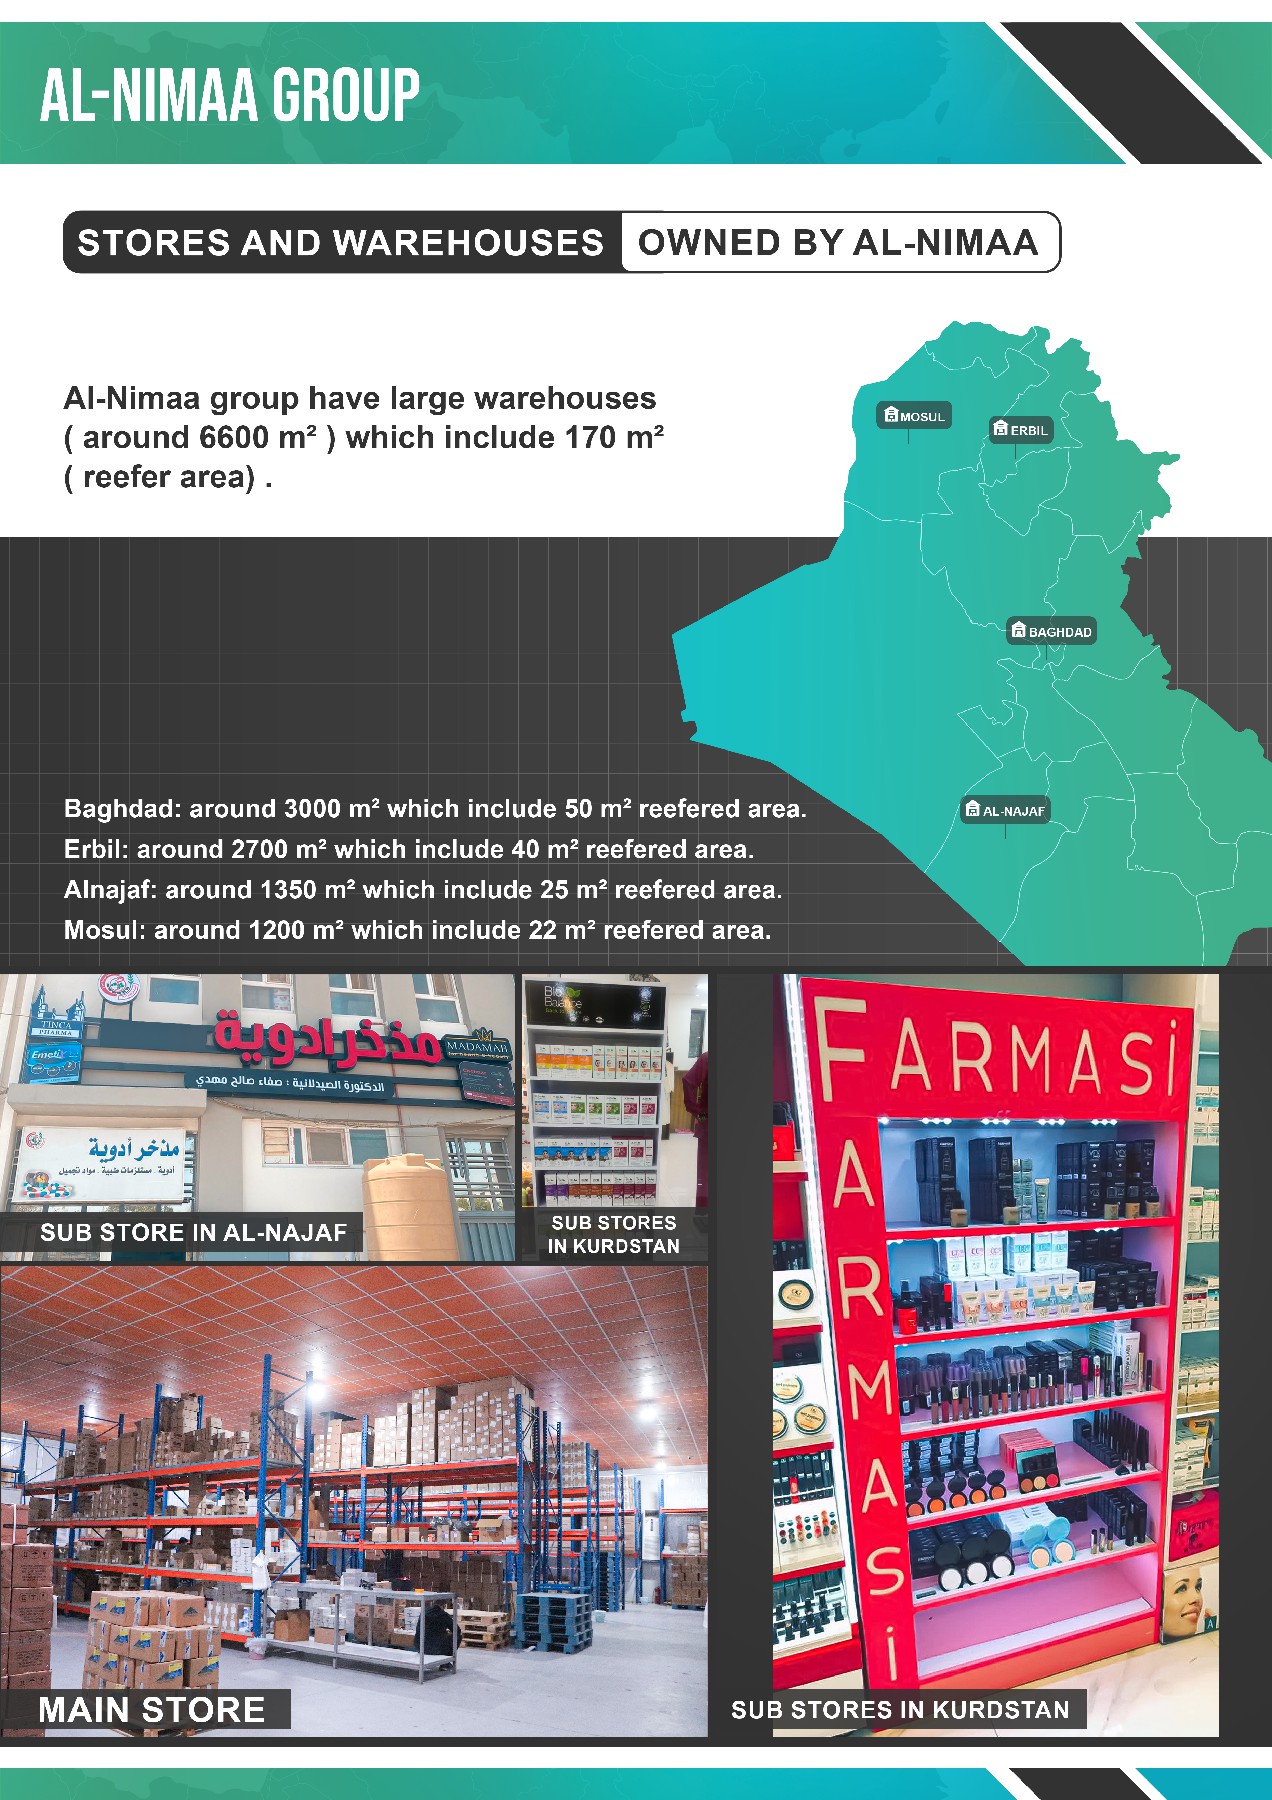 AL-NIMAA GROUP
STORES AND WAREHOUSES OWNED BY AL-NIMAA
Al-Nimaa group have large warehouses
( around 6600 m² ) which include 170 m²
( reefer area) .
MOSUL
ERBIL
BAGHDAD
AL-NAJAF
Baghdad: around 3000 m² which include 50 m² reefered area.
Erbil: around 2700 m² which include 40 m² reefered area.
Alnajaf: around 1350 m² which include 25 m² reefered area.
Mosul: around 1200 m² which include 22 m² reefered area.
TINCA
PHARMA
مذخر ادوية
MADAMAR
الدكتورة الصيدلانية : صفاء صالح مهدي
مذخر أدوية
أدوية . مستلزمات طبية . مواد تجميل
SUB STORE IN AL-NAJAF
Bio
Balance
SUB STORES
IN KURDSTAN
FARMASi
FARMASi
MAIN STORE
SUB STORES IN KURDSTAN